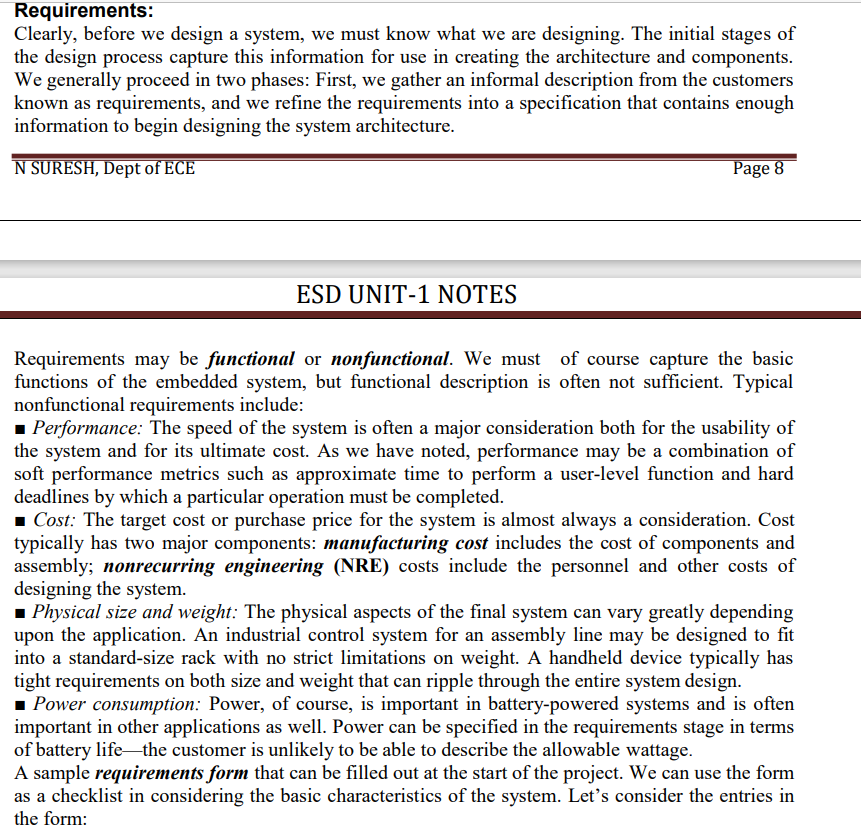 Requirements:
Clearly, before we design a system, we must know what we are designing. The initial stages of
the design process capture this information for use in creating the architecture and components.
We generally proceed in two phases: First, we gather an informal description from the customers
known as requirements, and we refine the requirements into a specification that contains enough
information to begin designing the system architecture.
N SURESH, Dept of ECE Page 8
ESD UNIT-1 NOTES
Requirements may be functional or nonfunctional. We must of course capture the basic
functions of the embedded system, but functional description is often not sufficient. Typical
nonfunctional requirements include:
■ Performance: The speed of the system is often a major consideration both for the usability of
the system and for its ultimate cost. As we have noted, performance may be a combination of
soft performance metrics such as approximate time to perform a user-level function and hard
deadlines by which a particular operation must be completed.
■ Cost: The target cost or purchase price for the system is almost always a consideration. Cost
typically has two major components: manufacturing cost includes the cost of components and
assembly; nonrecurring engineering (NRE) costs include the personnel and other costs of
designing the system.
■ Physical size and weight: The physical aspects of the final system can vary greatly depending
upon the application. An industrial control system for an assembly line may be designed to fit
into a standard-size rack with no strict limitations on weight. A handheld device typically has
tight requirements on both size and weight that can ripple through the entire system design.
■ Power consumption: Power, of course, is important in battery-powered systems and is often
important in other applications as well. Power can be specified in the requirements stage in terms
of battery life—the customer is unlikely to be able to describe the allowable wattage.
A sample requirements form that can be filled out at the start of the project. We can use the form
as a checklist in considering the basic characteristics of the system. Let’s consider the entries in
the form: